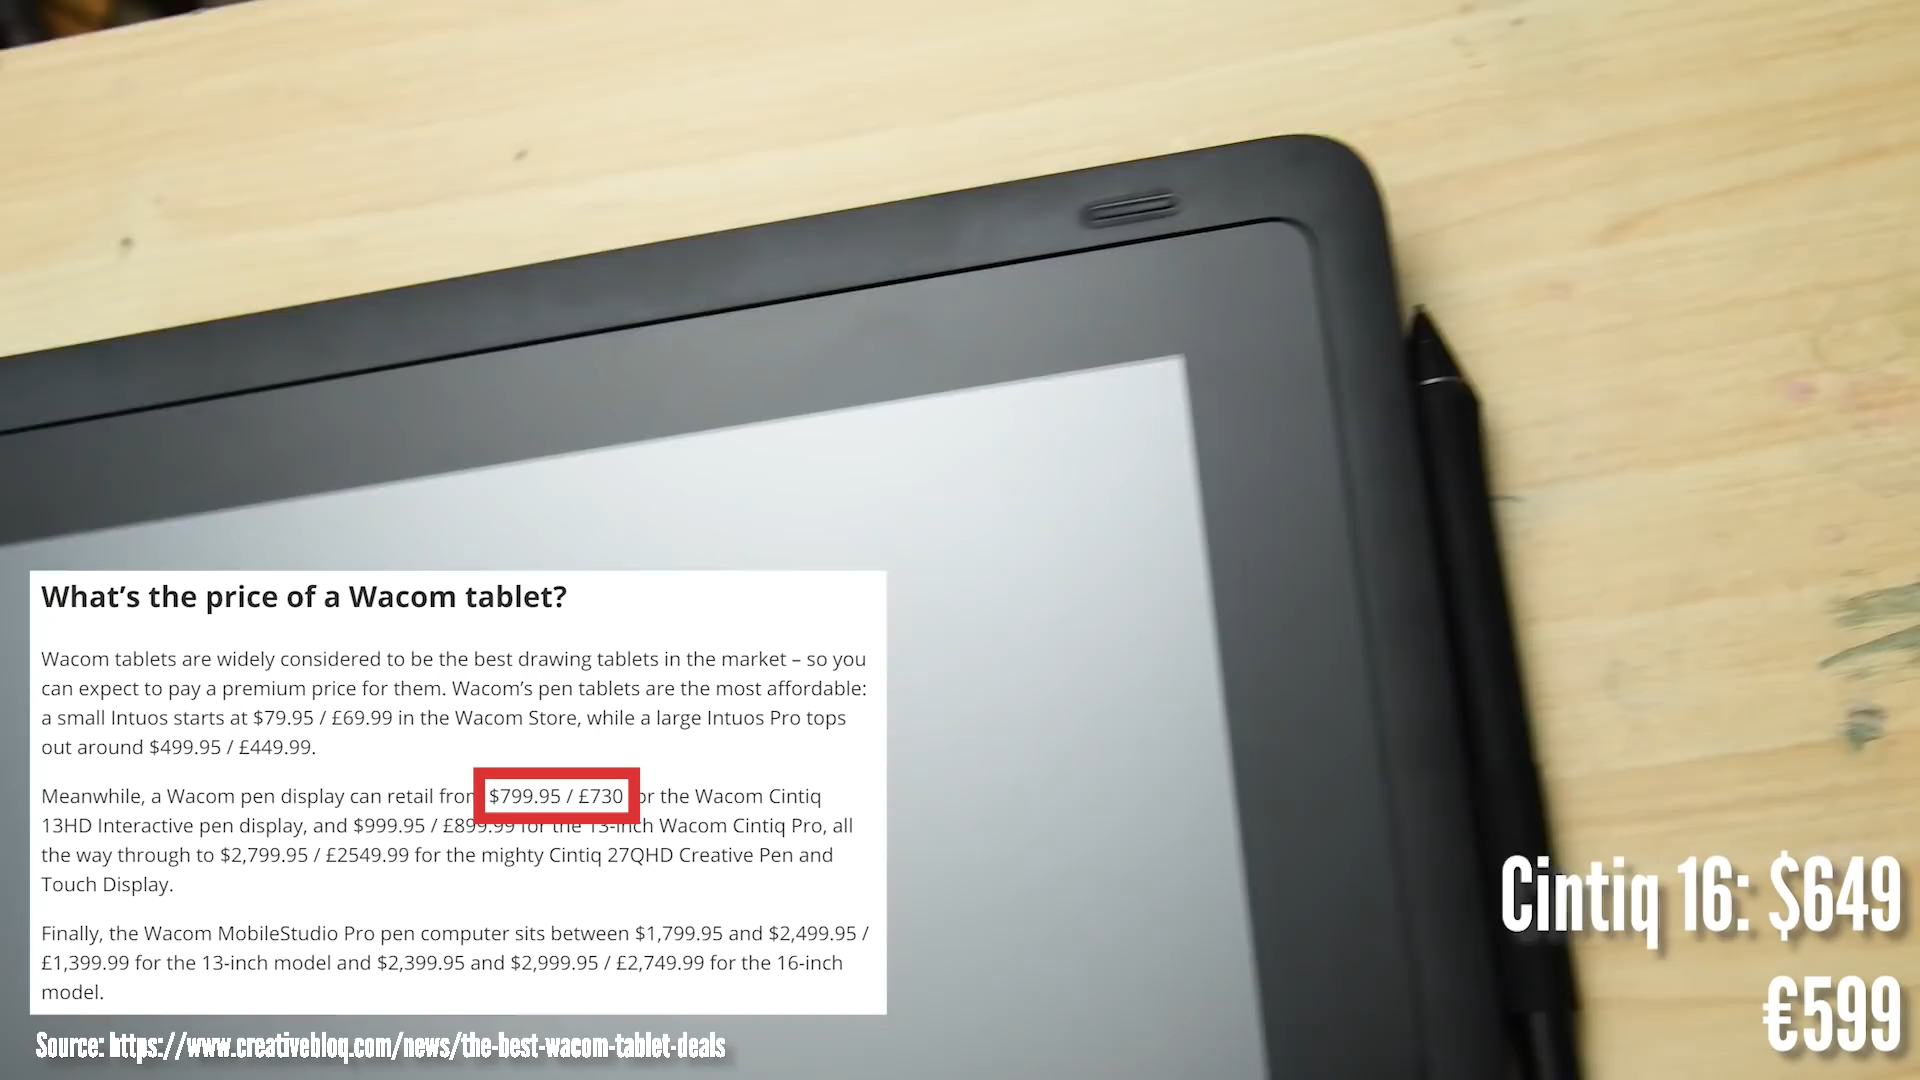 What's the price of a Wacom tablet?
Wacom tablets are widely considered to be the best drawing tablets in the market – so you
can expect to pay a premium price for them. Wacom's pen tablets are the most affordable:
a small Intuos starts at $79.95 / £69.99 in the Wacom Store, while a large Intuos Pro tops
out around $499.95 / £449.99.
Meanwhile, a Wacom pen display can retail from $799.95 / £730 for the Wacom Cintiq
13HD Interactive pen display, and $999.95 / £899.99 for the 13-inch Wacom Cintiq Pro, all
the way through to $2,799.95 / £2549.99 for the mighty Cintiq 27QHD Creative Pen and
Touch Display.
Finally, the Wacom MobileStudio Pro pen computer sits between $1,799.95 and $2,499.95 /
£1,399.99 for the 13-inch model and $2,399.95 and $2,999.95 / £2,749.99 for the 16-inch
model.
Source: https://www.creativebloq.com/news/the-best-wacom-tablet-deals
Cintiq 16: $649
€599